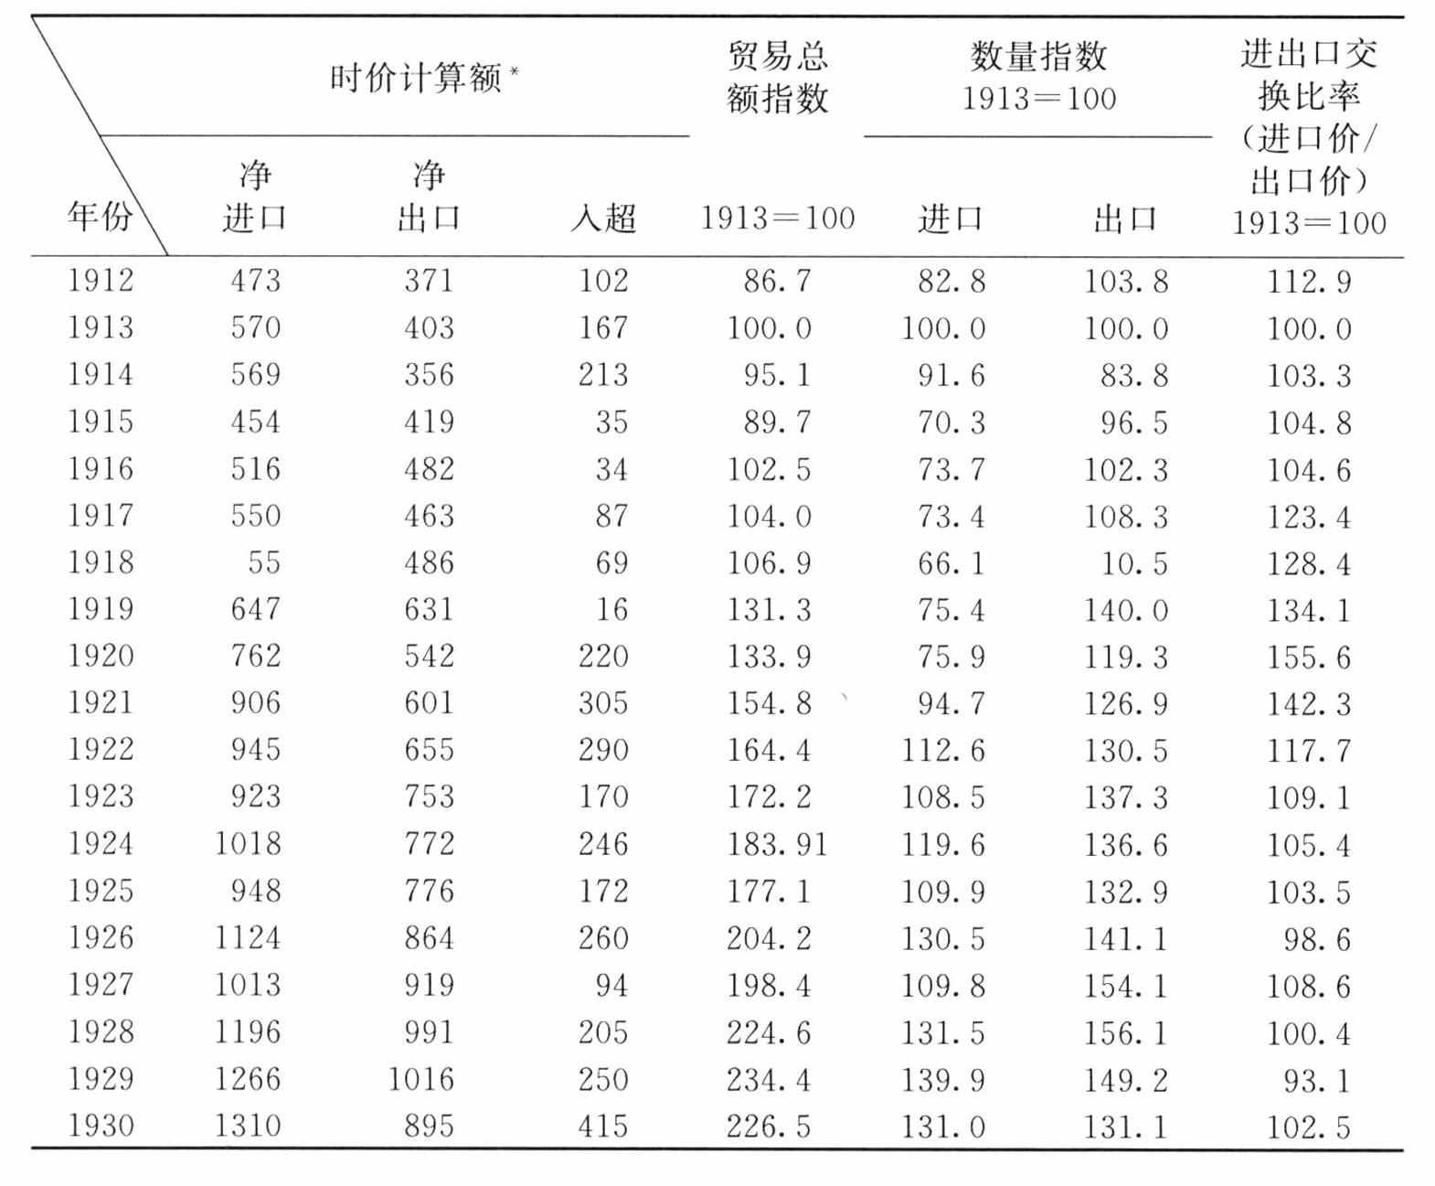 时价计算额*
贸易总额指数
数量指数
1913＝100
进出口交换比率（进口价/出口价）
1913＝100
年份 净进口 净出口 入超 1913＝100 进口 出口
1912 473 371 102 86.7 82.8 103.8 112.9
1913 570 403 167 100.0 100.0 100.0 100.0
1914 569 356 213 95.1 91.6 83.8 103.3
1915 454 419 35 89.7 70.3 96.5 104.8
1916 516 482 34 102.5 73.7 102.3 104.6
1917 550 463 87 104.0 73.4 108.3 123.4
1918 55 486 69 106.9 66.1 10.5 128.4
1919 647 631 16 131.3 75.4 140.0 134.1
1920 762 542 220 133.9 75.9 119.3 155.6
1921 906 601 305 154.8 94.7 126.9 142.3
1922 945 655 290 164.4 112.6 130.5 117.7
1923 923 753 170 172.2 108.5 137.3 109.1
1924 1018 772 246 183.91 119.6 136.6 105.4
1925 948 776 172 177.1 109.9 132.9 103.5
1926 1124 864 260 204.2 130.5 141.1 98.6
1927 1013 919 94 198.4 109.8 154.1 108.6
1928 1196 991 205 224.6 131.5 156.1 100.4
1929 1266 1016 250 234.4 139.9 149.2 93.1
1930 1310 895 415 226.5 131.0 131.1 102.5